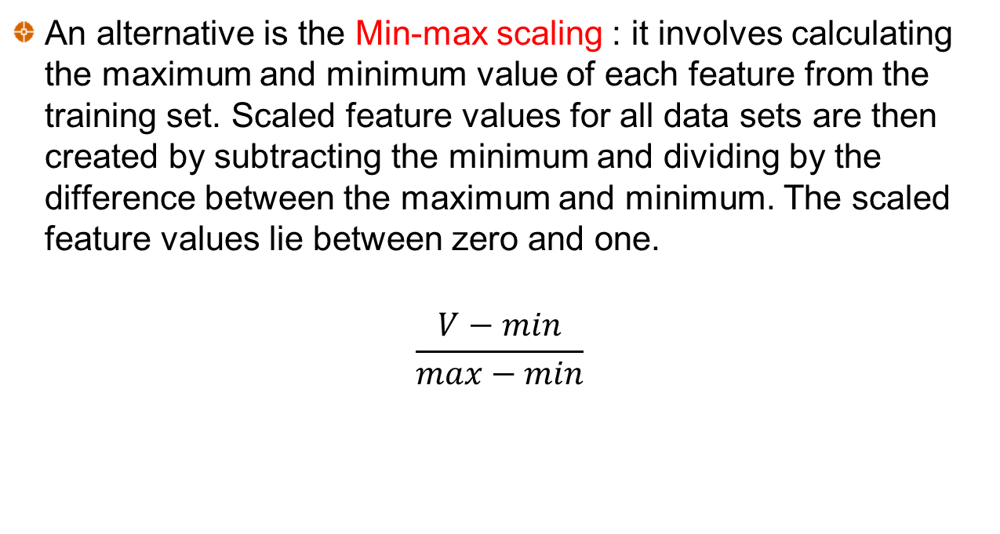 An alternative is the Min-max scaling : it involves calculating
the maximum and minimum value of each feature from the
training set. Scaled feature values for all data sets are then
created by subtracting the minimum and dividing by the
difference between the maximum and minimum. The scaled
feature values lie between zero and one.
V − min
max − min